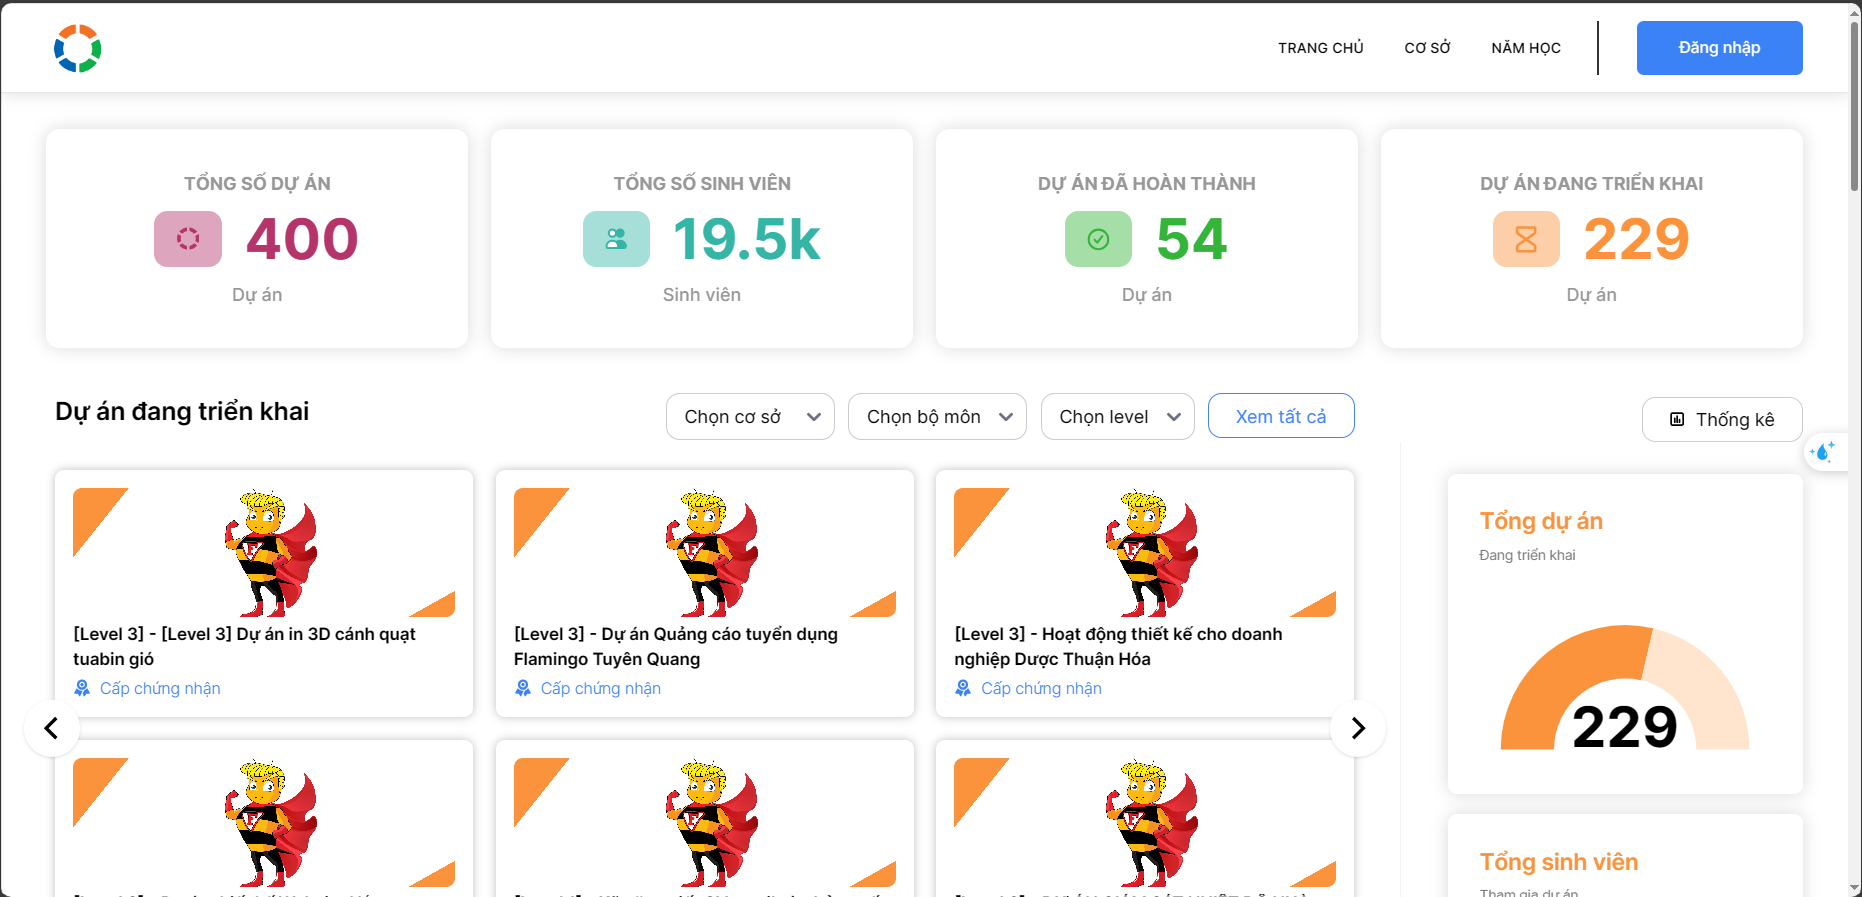 TRANG CHỦ
CƠ SỞ
NĂM HỌC
Đăng nhập
TỔNG SỐ DỰ ÁN
400
Dự án
TỔNG SỐ SINH VIÊN
19.5k
Sinh viên
DỰ ÁN ĐÃ HOÀN THÀNH
54
Dự án
DỰ ÁN ĐANG TRIỂN KHAI
229
Dự án
Dự án đang triển khai
Chọn cơ sở
Chọn bộ môn
Chọn level
Xem tất cả
Thống kê
[Level 3] - [Level 3] Dự án in 3D cánh quạt
tuabin gió
Cấp chứng nhận
[Level 3] - Dự án Quảng cáo tuyển dụng
Flamingo Tuyên Quang
Cấp chứng nhận
[Level 3] - Hoạt động thiết kế cho doanh
nghiệp Dược Thuận Hóa
Cấp chứng nhận
Tổng dự án
Đang triển khai
229
Tổng sinh viên
Tham gia dự án